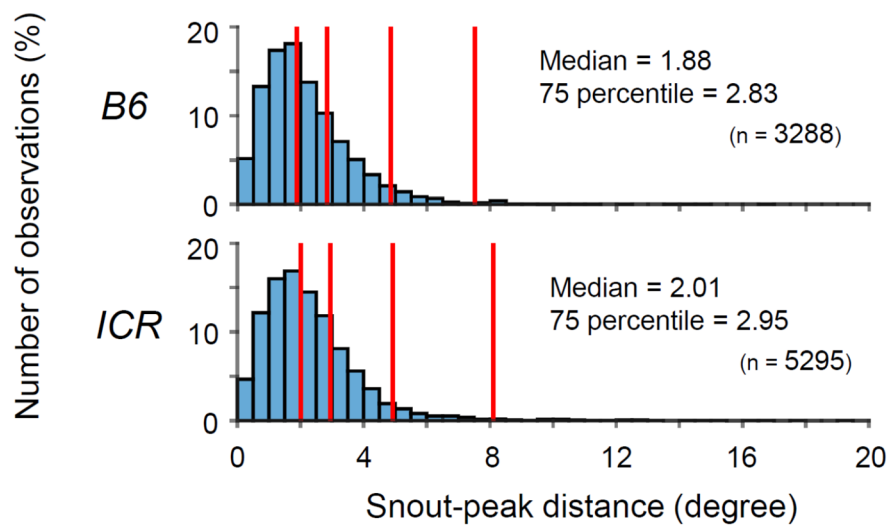 Number of observations (%)
B6
20
10
0
Median = 1.88
75 percentile = 2.83
(n = 3288)
ICR
20
10
0
Median = 2.01
75 percentile = 2.95
(n = 5295)
0 4 8 12 16 20
Snout-peak distance (degree)